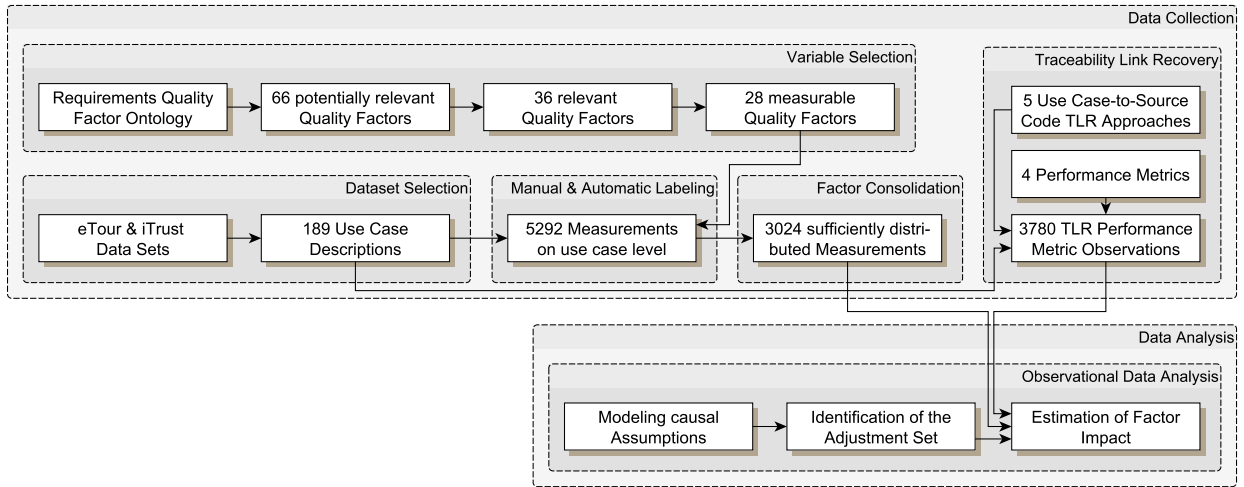 Data Collection
Variable Selection
Requirements Quality
Factor Ontology
66 potentially relevant
Quality Factors
36 relevant
Quality Factors
28 measurable
Quality Factors
Traceability Link Recovery
5 Use Case-to-Source
Code TLR Approaches
4 Performance Metrics
3780 TLR Performance
Metric Observations
Dataset Selection
eTour & iTrust
Data Sets
189 Use Case
Descriptions
Manual & Automatic Labeling
5292 Measurements
on use case level
Factor Consolidation
3024 sufficiently distri-
buted Measurements
Data Analysis
Observational Data Analysis
Modeling causal
Assumptions
Identification of the
Adjustment Set
Estimation of Factor
Impact